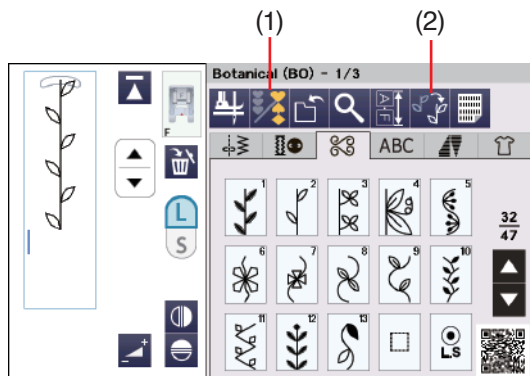 (1) (2)
Botanical (BO) - 1/3
F
A-F
ABC
L
S
1 2 3 4 5
32
47
6 7 8 9 10
11 12 13
L.S